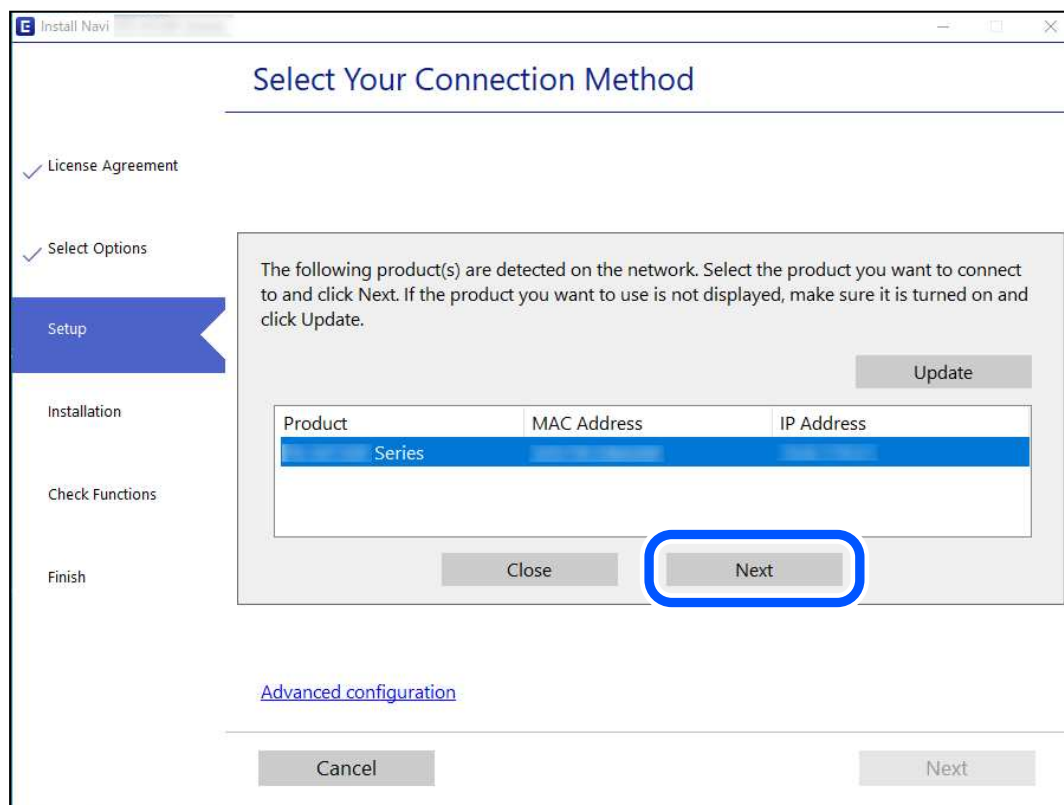 Install Navi
Select Your Connection Method
License Agreement
Select Options
Setup
Installation
Check Functions
Finish
The following product(s) are detected on the network. Select the product you want to connect
to and click Next. If the product you want to use is not displayed, make sure it is turned on and
click Update.
Update
Product MAC Address IP Address
Series
Close Next
Advanced configuration
Cancel Next